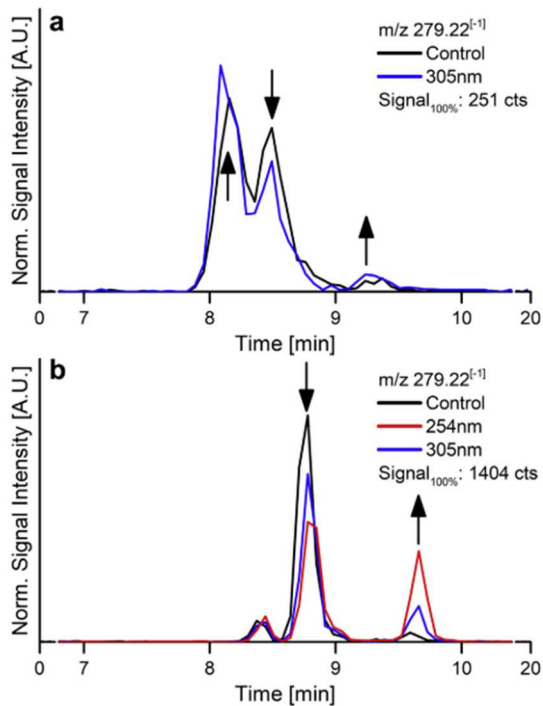 a
m/z 279.22[-1]
Control
305nm
Signal100%: 251 cts
Norm. Signal Intensity [A.U.]
0 7 8 9 10 20
Time [min]
b
m/z 279.22[-1]
Control
254nm
305nm
Signal100%: 1404 cts
Norm. Signal Intensity [A.U.]
0 7 8 9 10 20
Time [min]